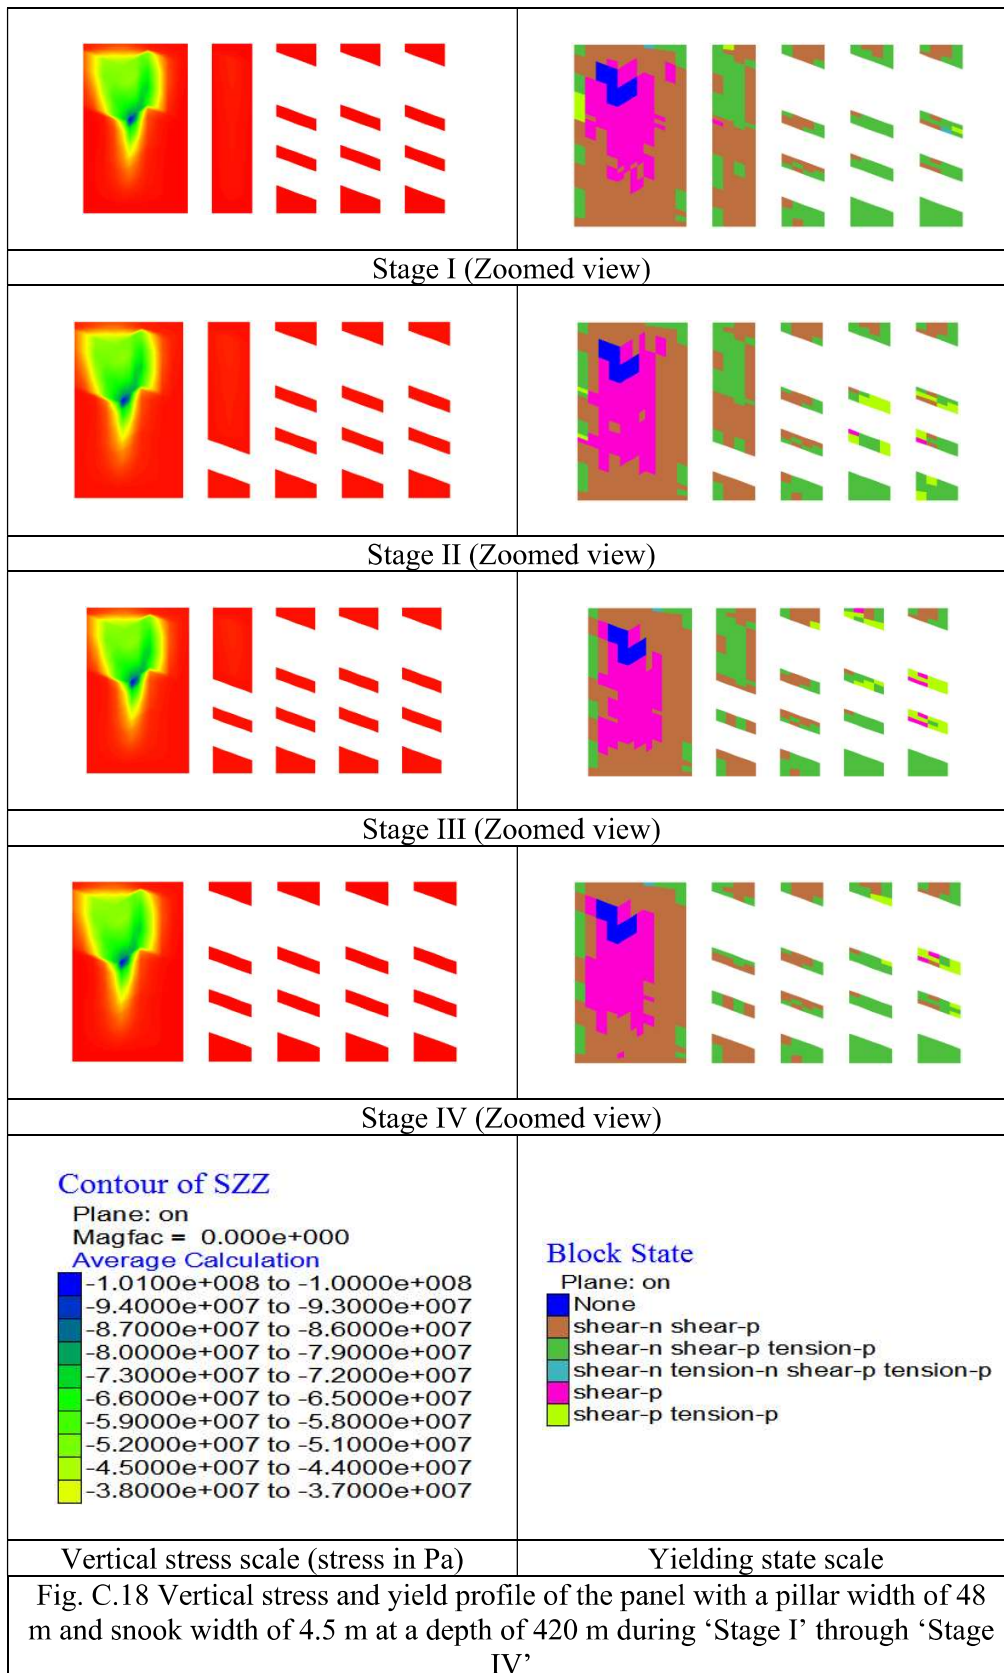 Stage I (Zoomed view)
Stage II (Zoomed view)
Stage III (Zoomed view)
Stage IV (Zoomed view)
Contour of SZZ
Plane: on
Magfac = 0.000e+000
Average Calculation
-1.0100e+008 to -1.0000e+008
-9.4000e+007 to -9.3000e+007
-8.7000e+007 to -8.6000e+007
-8.0000e+007 to -7.9000e+007
-7.3000e+007 to -7.2000e+007
-6.6000e+007 to -6.5000e+007
-5.9000e+007 to -5.8000e+007
-5.2000e+007 to -5.1000e+007
-4.5000e+007 to -4.4000e+007
-3.8000e+007 to -3.7000e+007
Block State
Plane: on
None
shear-n shear-p
shear-n shear-p tension-p
shear-n tension-n shear-p tension-p
shear-p
shear-p tension-p
Vertical stress scale (stress in Pa)
Yielding state scale
Fig. C.18 Vertical stress and yield profile of the panel with a pillar width of 48
m and snook width of 4.5 m at a depth of 420 m during ‘Stage I’ through ‘Stage
IV’